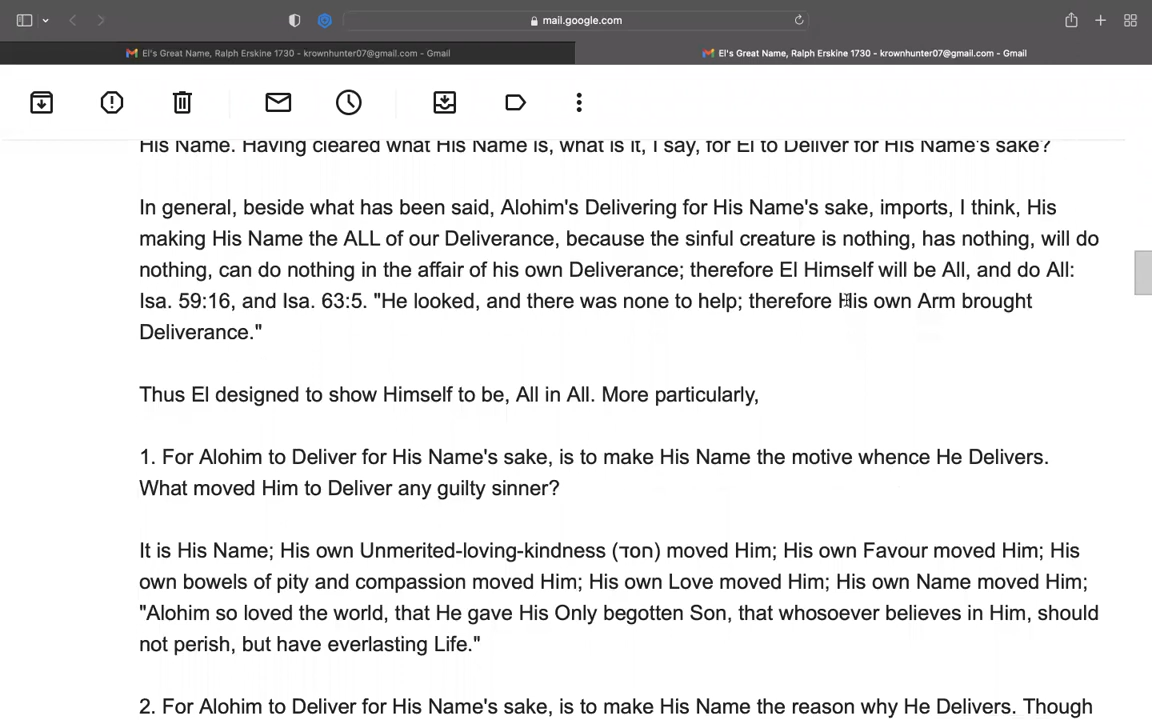 mail.google.com
El's Great Name, Ralph Erskine 1730 - krownhunter07@gmail.com - Gmail
El's Great Name, Ralph Erskine 1730 - krownhunter07@gmail.com - Gmail
His Name. Having cleared what His Name is, what is it, I say, for El to Deliver for His Name's sake?
In general, beside what has been said, Alohim's Delivering for His Name's sake, imports, I think, His
making His Name the ALL of our Deliverance, because the sinful creature is nothing, has nothing, will do
nothing, can do nothing in the affair of his own Deliverance; therefore El Himself will be All, and do All:
Isa. 59:16, and Isa. 63:5. "He looked, and there was none to help; therefore His own Arm brought
Deliverance."
Thus El designed to show Himself to be, All in All. More particularly,
1. For Alohim to Deliver for His Name's sake, is to make His Name the motive whence He Delivers.
What moved Him to Deliver any guilty sinner?
It is His Name; His own Unmerited-loving-kindness (חסד) moved Him; His own Favour moved Him; His
own bowels of pity and compassion moved Him; His own Love moved Him; His own Name moved Him;
"Alohim so loved the world, that He gave His Only begotten Son, that whosoever believes in Him, should
not perish, but have everlasting Life."
2. For Alohim to Deliver for His Name's sake, is to make His Name the reason why He Delivers. Though